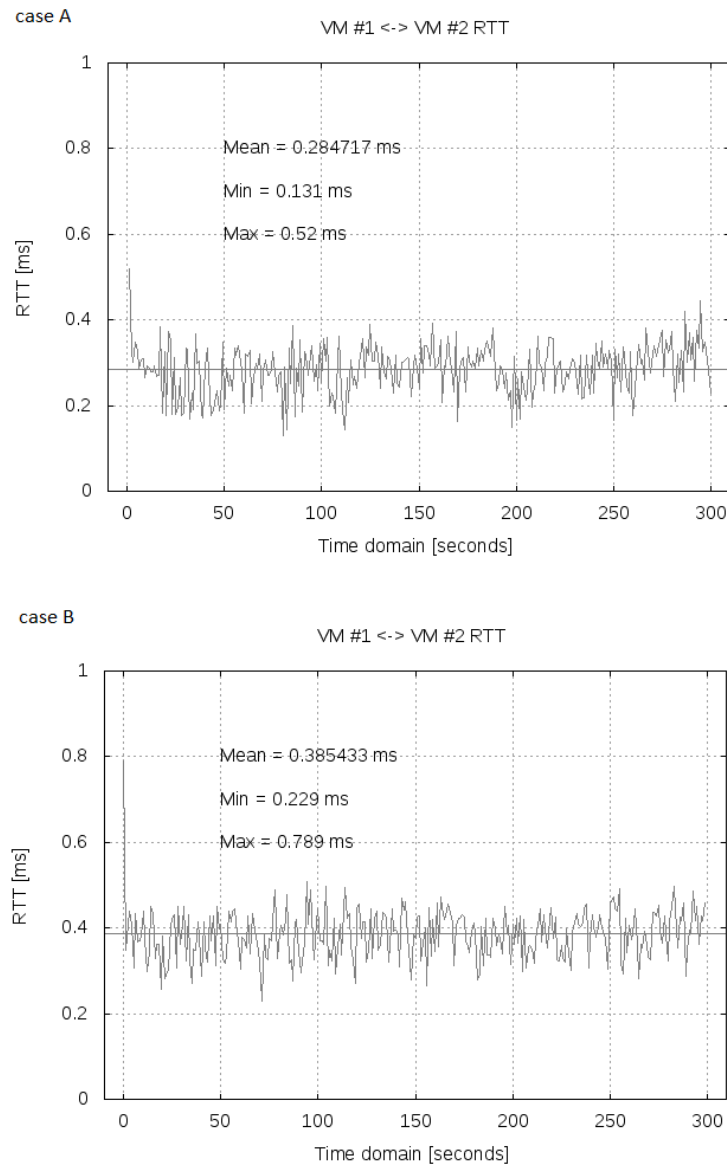 case A
VM #1 <-> VM #2 RTT
1
0.8
0.6
0.4
0.2
0
RTT [ms]
Mean = 0.284717 ms
Min = 0.131 ms
Max = 0.52 ms
0 50 100 150 200 250 300
Time domain [seconds]
case B
VM #1 <-> VM #2 RTT
1
0.8
0.6
0.4
0.2
0
RTT [ms]
Mean = 0.385433 ms
Min = 0.229 ms
Max = 0.789 ms
0 50 100 150 200 250 300
Time domain [seconds]